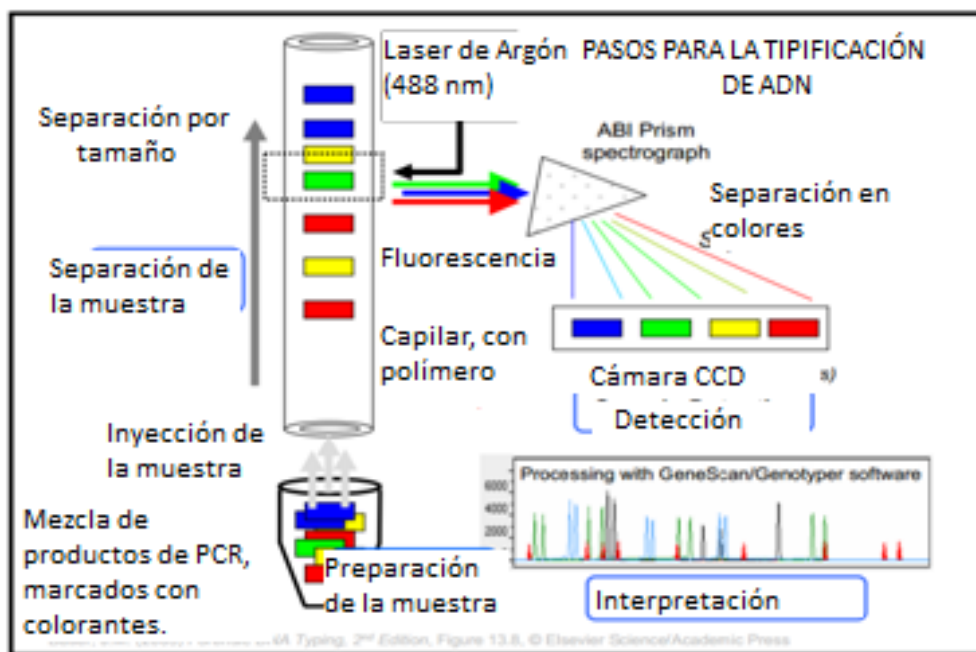 PASOS PARA LA TIPIFICACIÓN
DE ADN
Laser de Argón
(488 nm)
Separación por
tamaño
ABI Prism
spectrograph
Separación en
colores
Separación de
la muestra
Fluorescencia
Capilar, con
polímero
Cámara CCD
s)
Detección
Inyección de
la muestra
Mezcla de
productos de PCR,
marcados con
colorantes.
Preparación
de la muestra
Processing with GeneScan/Genotyper software
6000
4000
2000
Interpretación
DNA Typing, 2nd Edition, Figure 13.8, © Elsevier Science/Academic Press